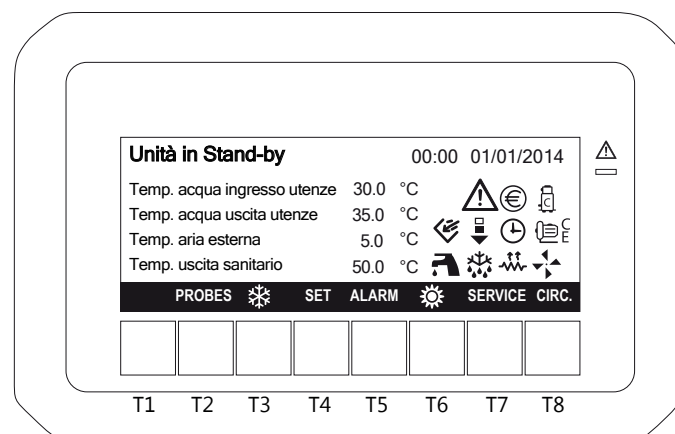 Unità in Stand-by 00:00 01/01/2014
Temp. acqua ingresso utenze 30.0 °C
Temp. acqua uscita utenze 35.0 °C
Temp. aria esterna 5.0 °C
Temp. uscita sanitario 50.0 °C
€ C
C
E
PROBES SET ALARM SERVICE CIRC.
T1 T2 T3 T4 T5 T6 T7 T8